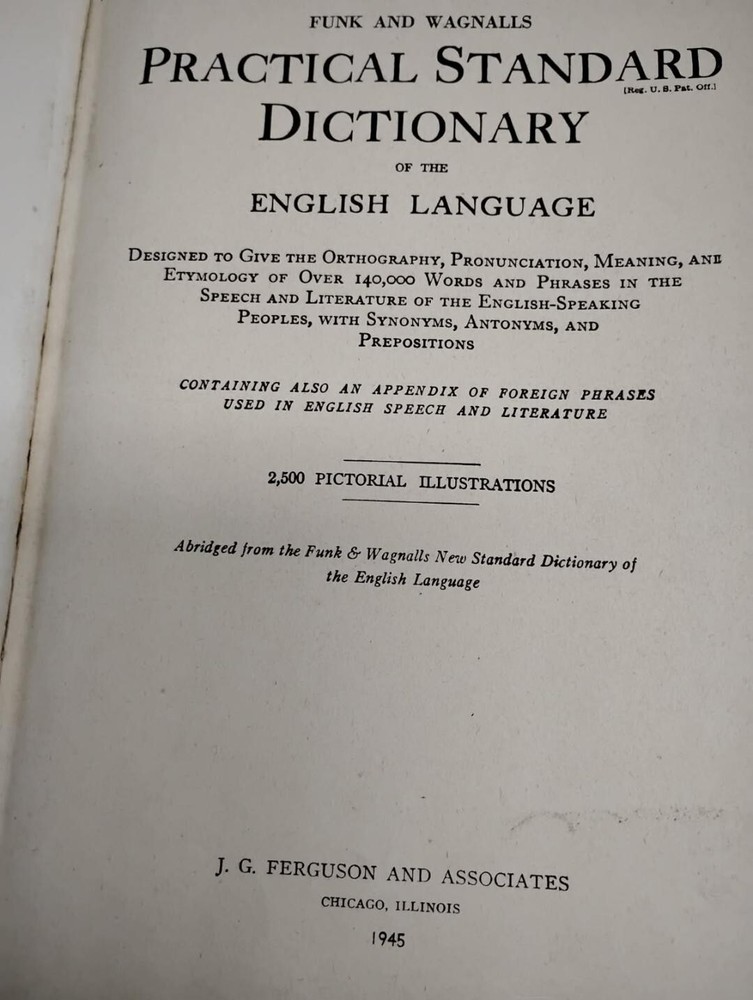 FUNK AND WAGNALLS
PRACTICAL STANDARD
[Reg. U. S. Pat. Off.]
DICTIONARY
OF THE
ENGLISH LANGUAGE
DESIGNED TO GIVE THE ORTHOGRAPHY, PRONUNCIATION, MEANING, AND
ETYMOLOGY OF OVER 140,000 WORDS AND PHRASES IN THE
SPEECH AND LITERATURE OF THE ENGLISH-SPEAKING
PEOPLES, WITH SYNONYMS, ANTONYMS, AND
PREPOSITIONS
CONTAINING ALSO AN APPENDIX OF FOREIGN PHRASES
USED IN ENGLISH SPEECH AND LITERATURE
2,500 PICTORIAL ILLUSTRATIONS
Abridged from the Funk & Wagnalls New Standard Dictionary of
the English Language
J. G. FERGUSON AND ASSOCIATES
CHICAGO, ILLINOIS
1945